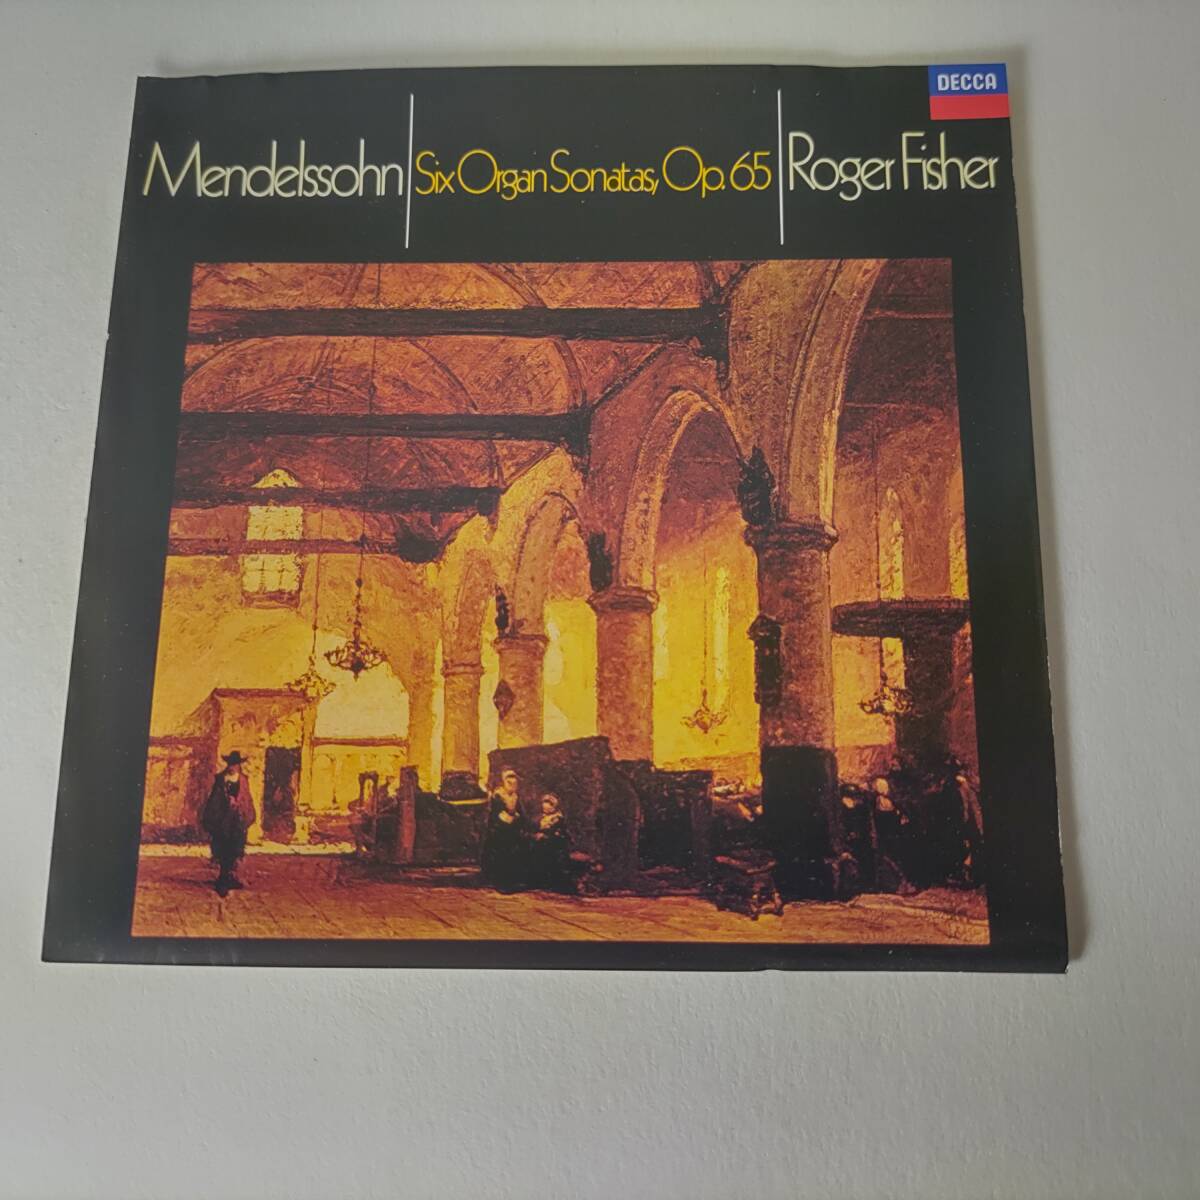 DECCA
Mendelssohn | Six Organ Sonatas, Op. 65 | Roger Fisher